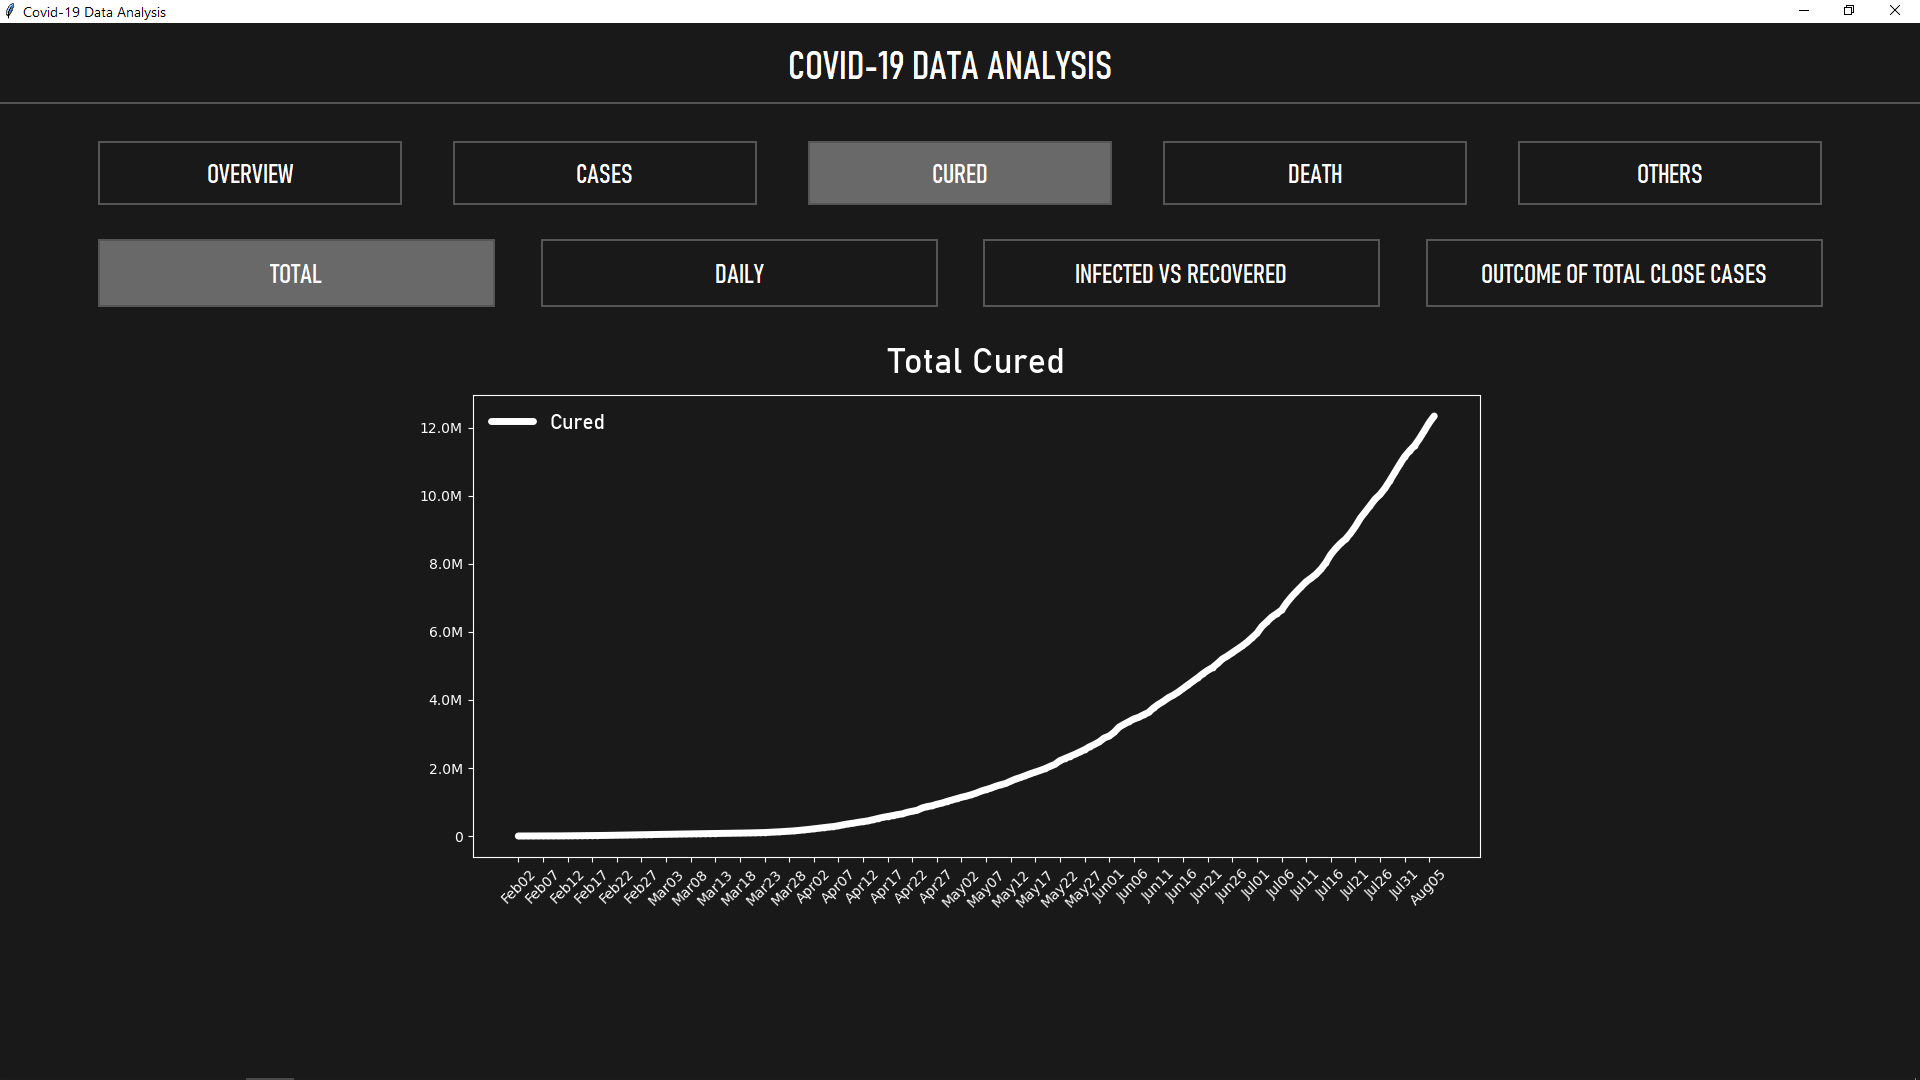 Covid-19 Data Analysis
COVID-19 DATA ANALYSIS
OVERVIEW
CASES
CURED
DEATH
OTHERS
TOTAL
DAILY
INFECTED VS RECOVERED
OUTCOME OF TOTAL CLOSE CASES
Total Cured
Cured
12.0M
10.0M
8.0M
6.0M
4.0M
2.0M
0
Feb02
Feb07
Feb12
Feb17
Feb22
Feb27
Mar03
Mar08
Mar13
Mar18
Mar23
Mar28
Apr02
Apr07
Apr12
Apr17
Apr22
Apr27
May02
May07
May12
May17
May22
May27
Jun01
Jun06
Jun11
Jun16
Jun21
Jun26
Jul01
Jul06
Jul11
Jul16
Jul21
Jul26
Jul31
Aug05